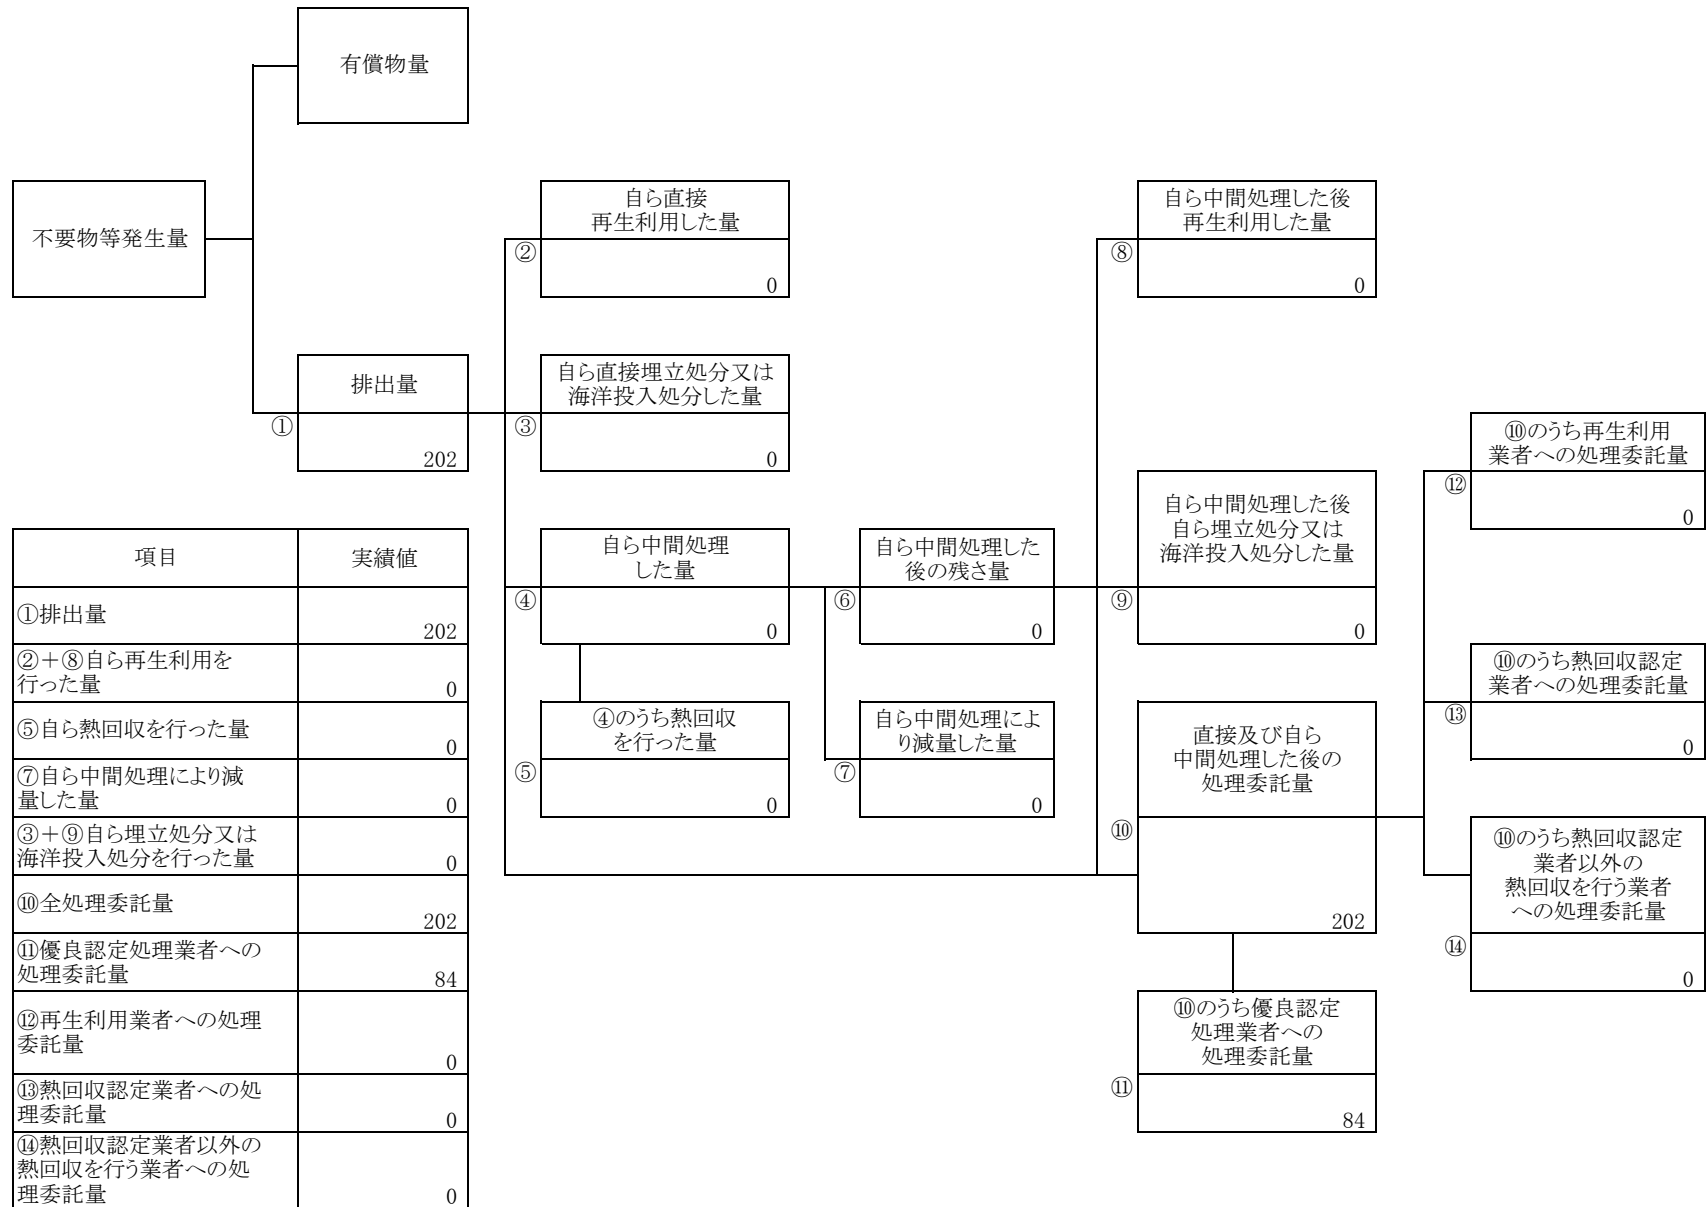 有償物量
不要物等発生量
排出量
①
202
自ら直接
再生利用した量
②
0
自ら直接埋立処分又は
海洋投入処分した量
③
0
自ら中間処理
した量
④
0
④のうち熱回収
を行った量
⑤
0
自ら中間処理した
後の残さ量
⑥
0
自ら中間処理によ
り減量した量
⑦
0
自ら中間処理した後
再生利用した量
⑧
0
自ら中間処理した後
自ら埋立処分又は
海洋投入処分した量
⑨
0
直接及び自ら
中間処理した後の
処理委託量
⑩
202
⑩のうち優良認定
処理業者への
処理委託量
⑪
84
⑩のうち再生利用
業者への処理委託量
⑫
0
⑩のうち熱回収認定
業者への処理委託量
⑬
0
⑩のうち熱回収認定
業者以外の
熱回収を行う業者
への処理委託量
⑭
0
項目 実績値
①排出量
202
②+⑧自ら再生利用を
行った量
0
⑤自ら熱回収を行った量
0
⑦自ら中間処理により減
量した量
0
③+⑨自ら埋立処分又は
海洋投入処分を行った量
0
⑩全処理委託量
202
⑪優良認定処理業者への
処理委託量
84
⑫再生利用業者への処理
委託量
0
⑬熱回収認定業者への処
理委託量
0
⑭熱回収認定業者以外の
熱回収を行う業者への処
理委託量
0